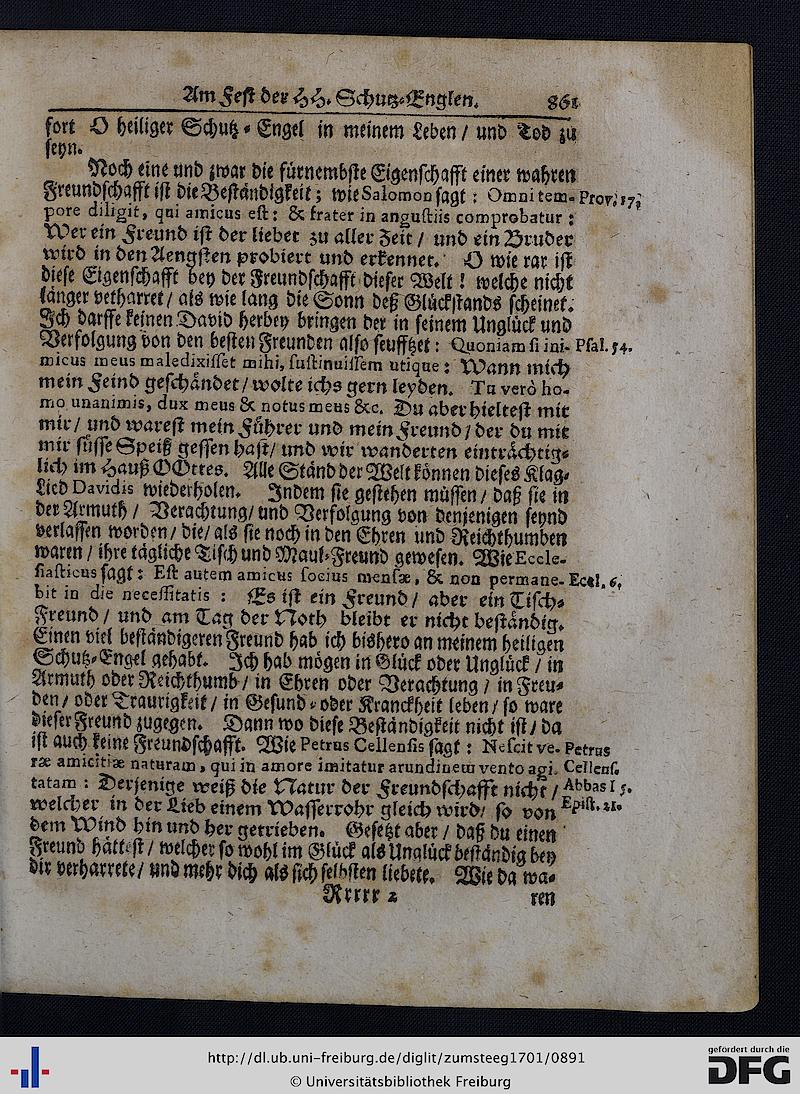 Am Fest der HH. Schutz-Englen. 861
fort O heiliger Schutz-Engel in meinem Leben / und Tod zu
seyn.
Noch eine und zwar die fürnembste Eigenschafft einer wahren
Freundschafft ist die Beständigkeit; wie Salomon sagt: Omni tem- Prov. 17.
pore diligit, qui amicus est: & frater in angustiis comprobatur:
Wer ein Freund ist der liebet zu aller Zeit / und ein Bruder
wird in den Aengsten probiert und erkennet. O wie rar ist
diese Eigenschafft bey der Freundschafft dieser Welt! welche nicht
länger verharret / als wie lang die Sonn deß Glückstands scheinet.
Ich darffe keinen David herbey bringen der in seinem Unglück und
Verfolgung von den besten Freunden also seufftzet: Quoniam si ini- Psal. 54.
micus meus maledixisset mihi, sustinuissem utique: Wann mich
mein Feind geschändet / wolte ichs gern leyden. Tu verò ho-
mo unanimis, dux meus & notus meus &c. Du aber hieltest mit
mir / und warest mein Führer und mein Freund / der du mit
mir süsse Speiß gessen hast / und wir wanderten einträchtig-
lich im Hauß GOttes. Alle Ständ der Welt können dieses Klag-
Lied Davidis wiederholen. Indem sie gestehen müssen / daß sie in
der Armuth / Verachtung / und Verfolgung von denjenigen seynd
verlassen worden / die / als sie noch in den Ehren und Reichthumben
waren / ihre tägliche Tisch und Maul-Freund gewesen. Wie Eccle-
siasticus sagt: Est autem amicus socius mensæ, & non permane- Eccl. 6.
bit in die necessitatis: Es ist ein Freund / aber ein Tisch-
Freund / und am Tag der Noth bleibt er nicht beständig.
Einen viel beständigeren Freund hab ich bishero an meinem heiligen
Schutz-Engel gehabt. Ich hab mögen in Glück oder Unglück / in
Armuth oder Reichthumb / in Ehren oder Verachtung / in Freu-
den / oder Traurigkeit / in Gesund- oder Kranckheit leben / so ware
dieser Freund zugegen. Dann wo diese Beständigkeit nicht ist / da
ist auch keine Freundschafft. Wie Petrus Cellensis sagt: Nescit ve- Petrus
ræ amicitiæ naturam, qui in amore imitatur arundinem vento agi- Cellens.
tatam: Derjenige weiß die Natur der Freundschafft nicht / Abbas l 5.
welcher in der Lieb einem Wasserrohr gleich wird / so von Epist. 21.
dem Wind hin und her getrieben. Gesetzt aber / daß du einen
Freund hättest / welcher so wohl im Glück als Unglück beständig bey
dir verharrete / und mehr dich als sich selbsten liebete. Wie da wa-
Rrrrr 2 ren
http://dl.ub.uni-freiburg.de/diglit/zumsteeg1701/0891
© Universitätsbibliothek Freiburg
gefördert durch die
DFG